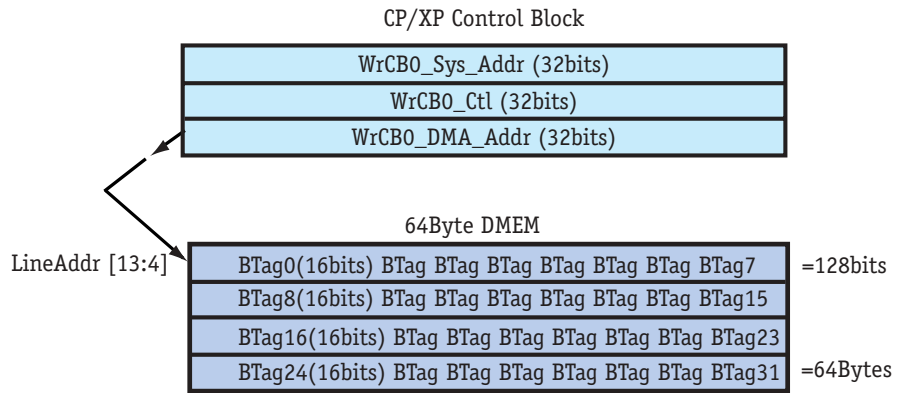 CP/XP Control Block
WrCB0_Sys_Addr (32bits)
WrCB0_Ctl (32bits)
WrCB0_DMA_Addr (32bits)
64Byte DMEM
LineAddr [13:4]
BTag0(16bits) BTag BTag BTag BTag BTag BTag BTag7 =128bits
BTag8(16bits) BTag BTag BTag BTag BTag BTag BTag15
BTag16(16bits) BTag BTag BTag BTag BTag BTag BTag23
BTag24(16bits) BTag BTag BTag BTag BTag BTag BTag31 =64Bytes